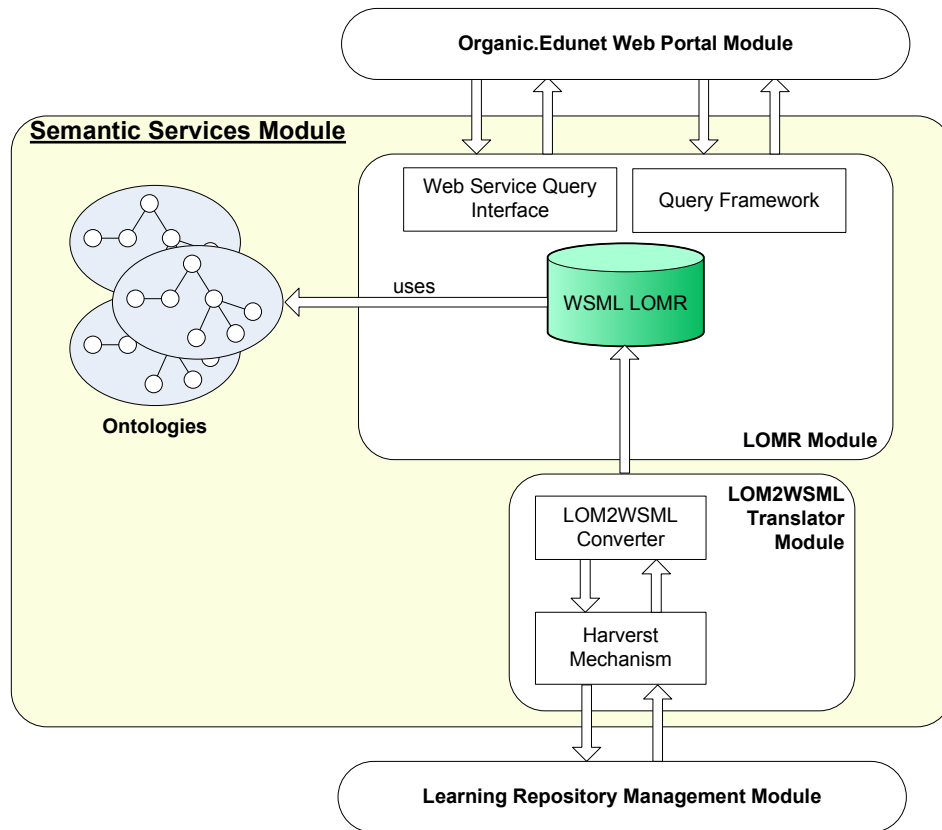 Organic.Edunet Web Portal Module
Semantic Services Module
Web Service Query
Interface
Query Framework
uses
WSML LOMR
Ontologies
LOMR Module
LOM2WSML
Translator
Module
LOM2WSML
Converter
Harverst
Mechanism
Learning Repository Management Module